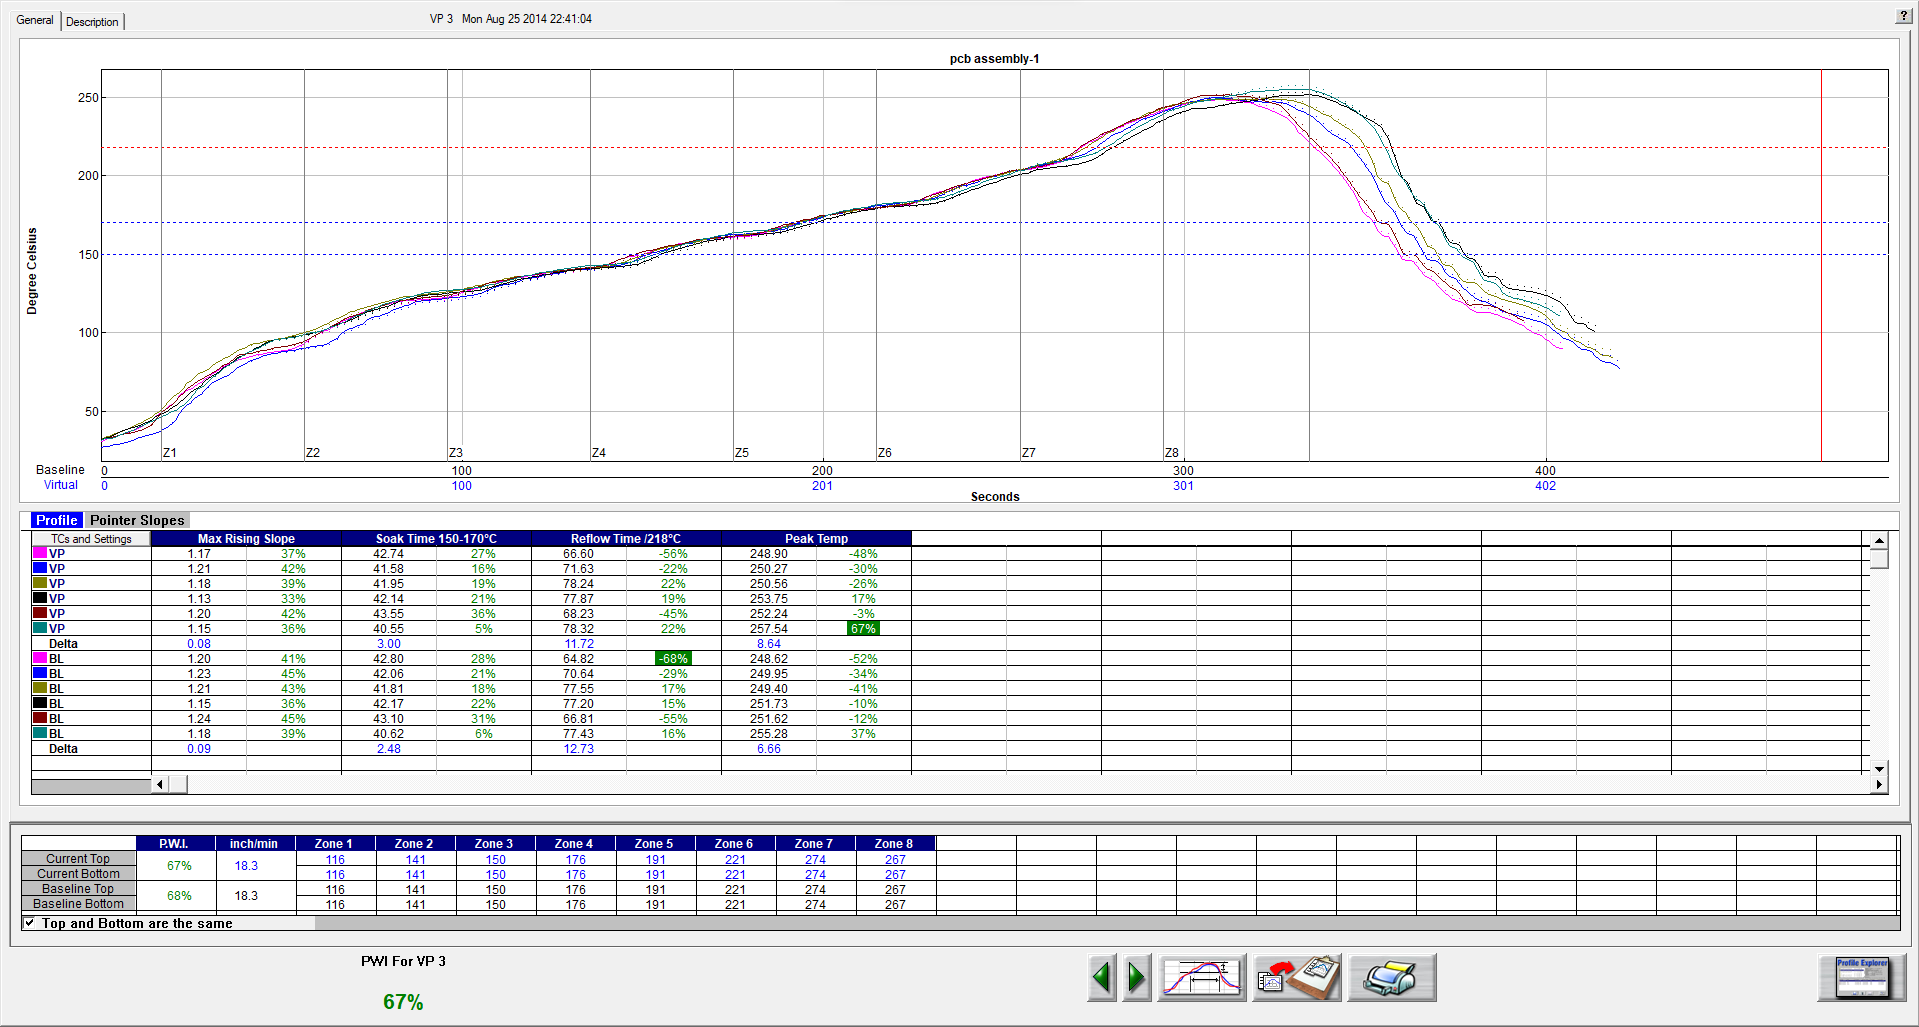 General Description VP 3 Mon Aug 25 2014 22:41:04 ?
pcb assembly-1
250
200
150
100
50
Degree Celsius
Z1 Z2 Z3 Z4 Z5 Z6 Z7 Z8
Baseline 0 100 200 300 400
Virtual 0 100 201 301 402
Seconds
Profile Pointer Slopes
TCs and Settings Max Rising Slope Soak Time 150-170°C Reflow Time /218°C Peak Temp
VP 1.17 37% 42.74 27% 66.60 -56% 248.90 -48%
VP 1.21 42% 41.58 16% 71.63 -22% 250.27 -30%
VP 1.18 39% 41.95 19% 78.24 22% 250.56 -26%
VP 1.13 33% 42.14 21% 77.87 19% 253.75 17%
VP 1.20 42% 43.55 36% 68.23 -45% 252.24 -3%
VP 1.15 36% 40.55 5% 78.32 22% 257.54 67%
Delta 0.08 3.00 11.72 8.64
BL 1.20 41% 42.80 28% 64.82 -68% 248.62 -52%
BL 1.23 45% 42.06 21% 70.64 -29% 249.95 -34%
BL 1.21 43% 41.81 18% 77.55 17% 249.40 -41%
BL 1.15 36% 42.17 22% 77.20 15% 251.73 -10%
BL 1.24 45% 43.10 31% 66.81 -55% 251.62 -12%
BL 1.18 39% 40.62 6% 77.43 16% 255.28 37%
Delta 0.09 2.48 12.73 6.66
P.W.I. inch/min Zone 1 Zone 2 Zone 3 Zone 4 Zone 5 Zone 6 Zone 7 Zone 8
Current Top 67% 18.3 116 141 150 176 191 221 274 267
Current Bottom 116 141 150 176 191 221 274 267
Baseline Top 68% 18.3 116 141 150 176 191 221 274 267
Baseline Bottom 116 141 150 176 191 221 274 267
Top and Bottom are the same
PWI For VP 3
67%
Profile Explorer